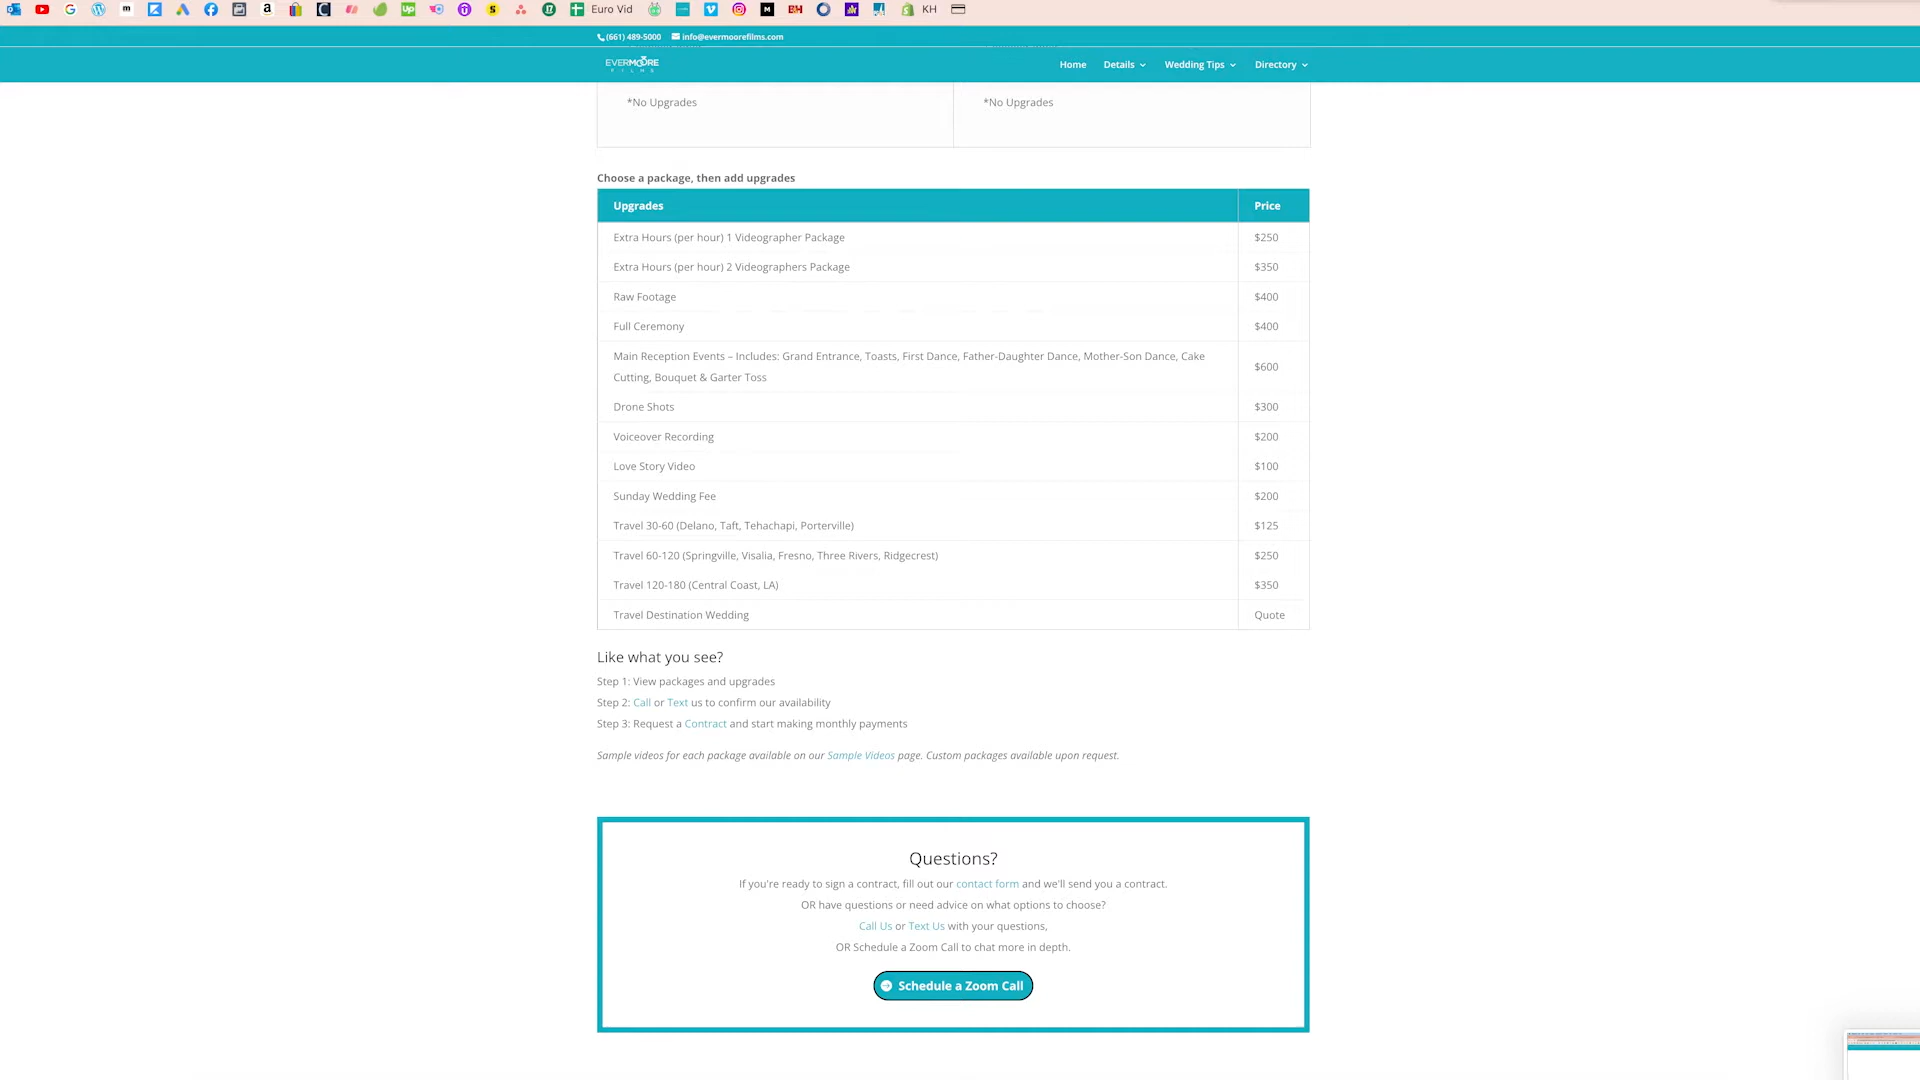 Euro Vid
KH
(661) 489-5000 info@evermoorefilms.com
EVERMOORE
FILMS
Home Details Wedding Tips Directory
*No Upgrades *No Upgrades
Choose a package, then add upgrades
Upgrades Price
Extra Hours (per hour) 1 Videographer Package $250
Extra Hours (per hour) 2 Videographers Package $350
Raw Footage $400
Full Ceremony $400
Main Reception Events – Includes: Grand Entrance, Toasts, First Dance, Father-Daughter Dance, Mother-Son Dance, Cake
Cutting, Bouquet & Garter Toss $600
Drone Shots $300
Voiceover Recording $200
Love Story Video $100
Sunday Wedding Fee $200
Travel 30-60 (Delano, Taft, Tehachapi, Porterville) $125
Travel 60-120 (Springville, Visalia, Fresno, Three Rivers, Ridgecrest) $250
Travel 120-180 (Central Coast, LA) $350
Travel Destination Wedding Quote
Like what you see?
Step 1: View packages and upgrades
Step 2: Call or Text us to confirm our availability
Step 3: Request a Contract and start making monthly payments
Sample videos for each package available on our Sample Videos page. Custom packages available upon request.
Questions?
If you're ready to sign a contract, fill out our contact form and we'll send you a contract.
OR have questions or need advice on what options to choose?
Call Us or Text Us with your questions,
OR Schedule a Zoom Call to chat more in depth.
Schedule a Zoom Call